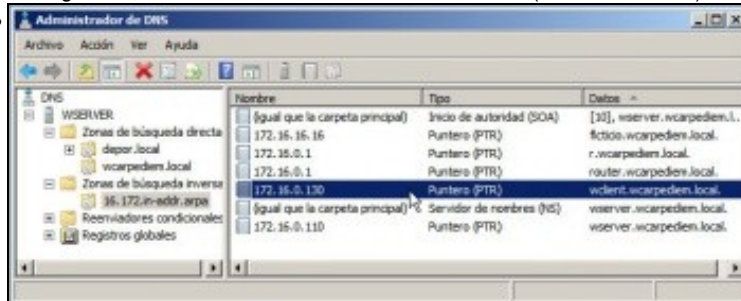 Administrador de DNS
Archivo Acción Ver Ayuda
DNS
WSERVER
Zonas de búsqueda directa
depor.local
wcarpediem.local
Zonas de búsqueda inversa
16.172.in-addr.arpa
Reenviadores condicionales
Registros globales
Nombre Tipo Datos
(igual que la carpeta principal) Inicio de autoridad (SOA) [10], wserver.wcarpediem.l...
172.16.16.16 Puntero (PTR) ficticio.wcarpediem.local.
172.16.0.1 Puntero (PTR) r.wcarpediem.local.
172.16.0.1 Puntero (PTR) router.wcarpediem.local.
172.16.0.130 Puntero (PTR) wclient.wcarpediem.local.
(igual que la carpeta principal) Servidor de nombres (NS) wserver.wcarpediem.local.
172.16.0.110 Puntero (PTR) wserver.wcarpediem.local.